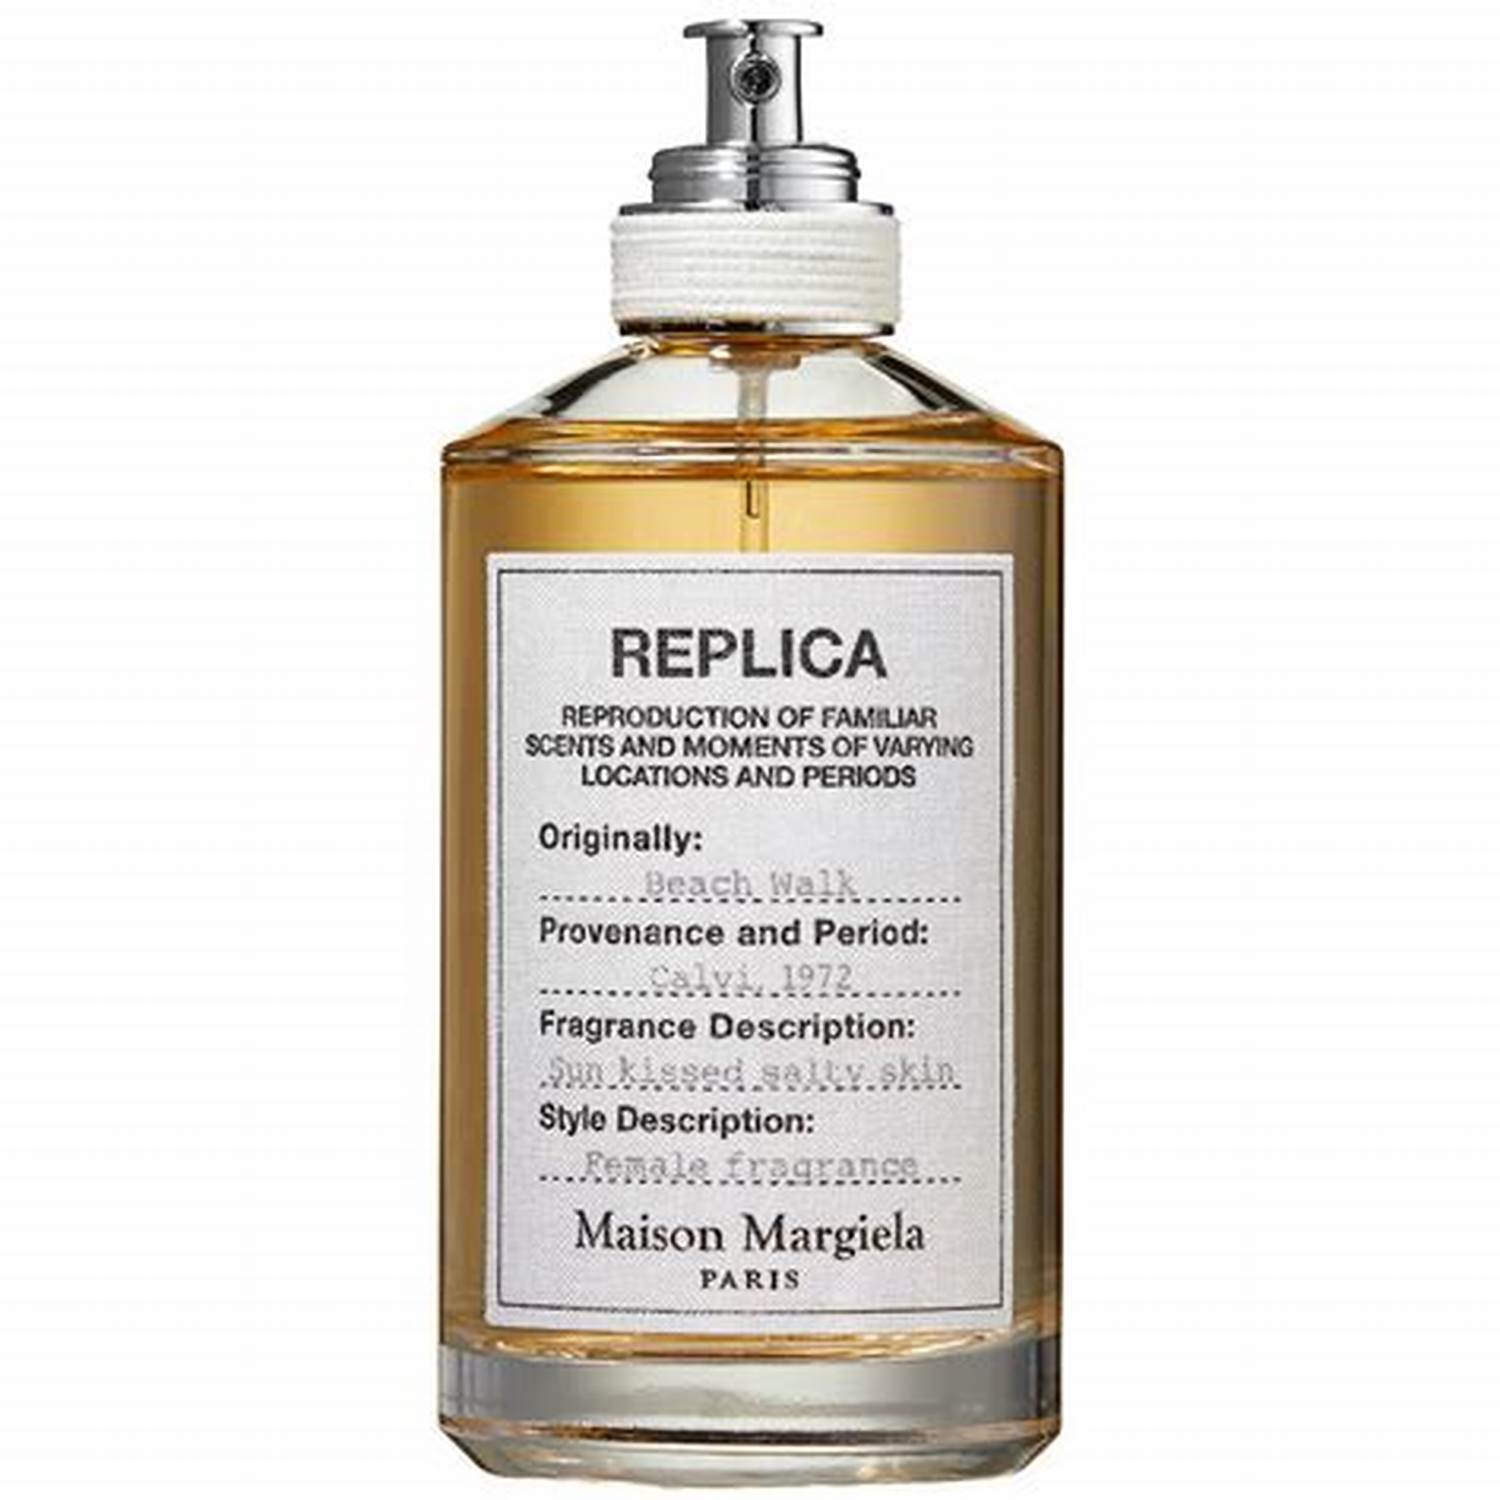 REPLICA
REPRODUCTION OF FAMILIAR
SCENTS AND MOMENTS OF VARYING
LOCATIONS AND PERIODS
Originally:
Beach Walk
Provenance and Period:
Calvi, 1972
Fragrance Description:
Sun kissed salty skin
Style Description:
Female fragrance
Maison Margiela
PARIS